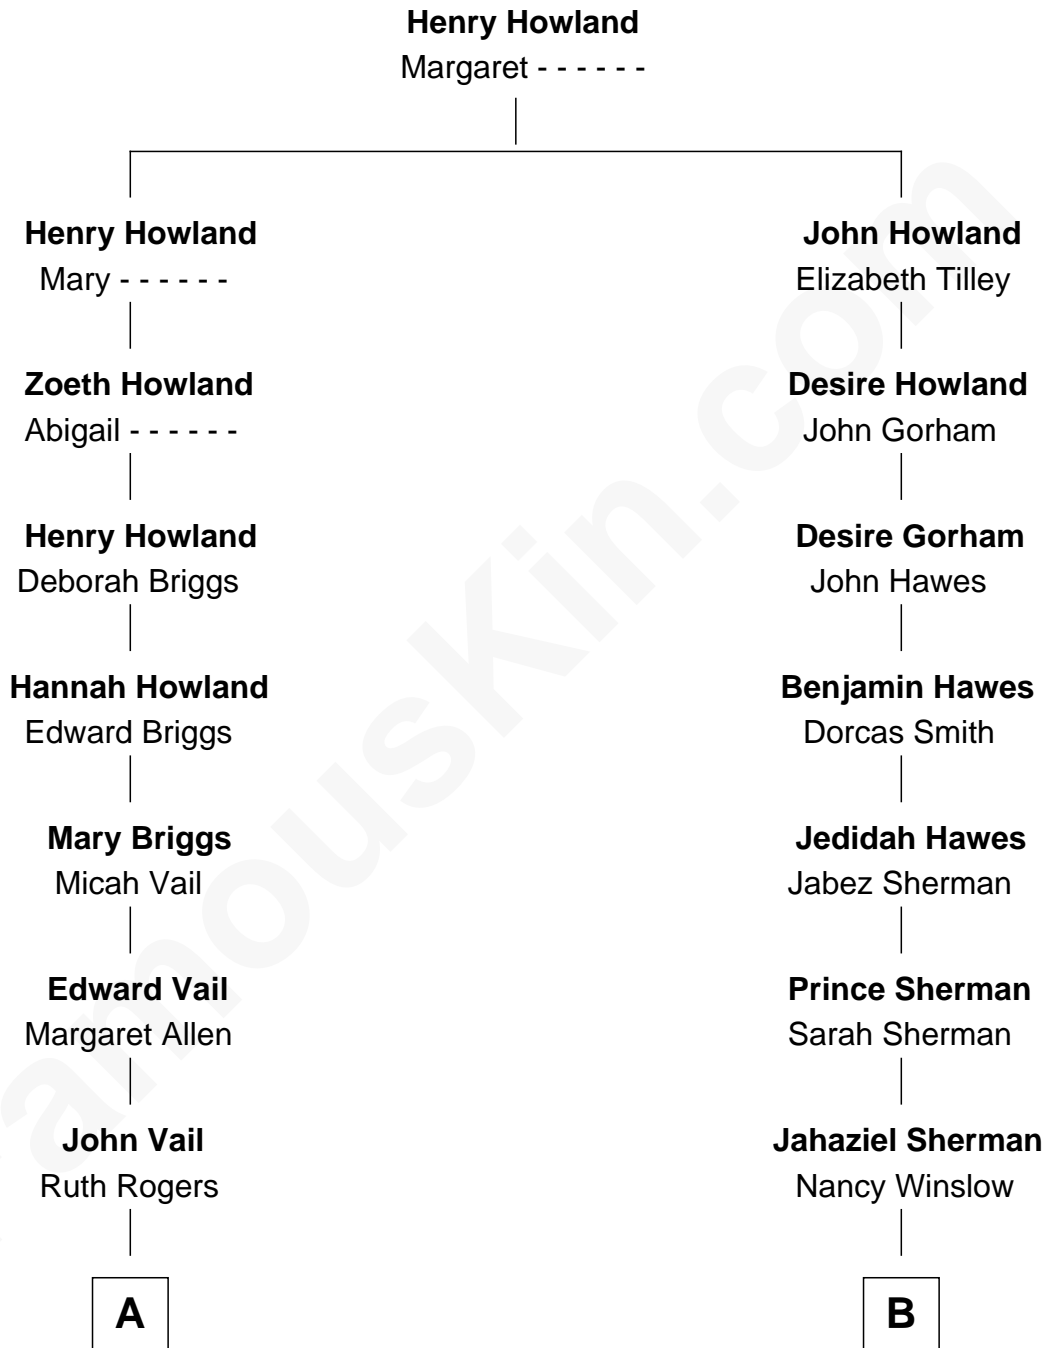 Henry Howland
Margaret - - - - - -
Henry Howland
Mary - - - - - -
John Howland
Elizabeth Tilley
Zoeth Howland
Abigail - - - - - -
Desire Howland
John Gorham
Henry Howland
Deborah Briggs
Desire Gorham
John Hawes
Hannah Howland
Edward Briggs
Benjamin Hawes
Dorcas Smith
Mary Briggs
Micah Vail
Jedidah Hawes
Jabez Sherman
Edward Vail
Margaret Allen
Prince Sherman
Sarah Sherman
John Vail
Ruth Rogers
Jahaziel Sherman
Nancy Winslow
A
B
amousKin.com